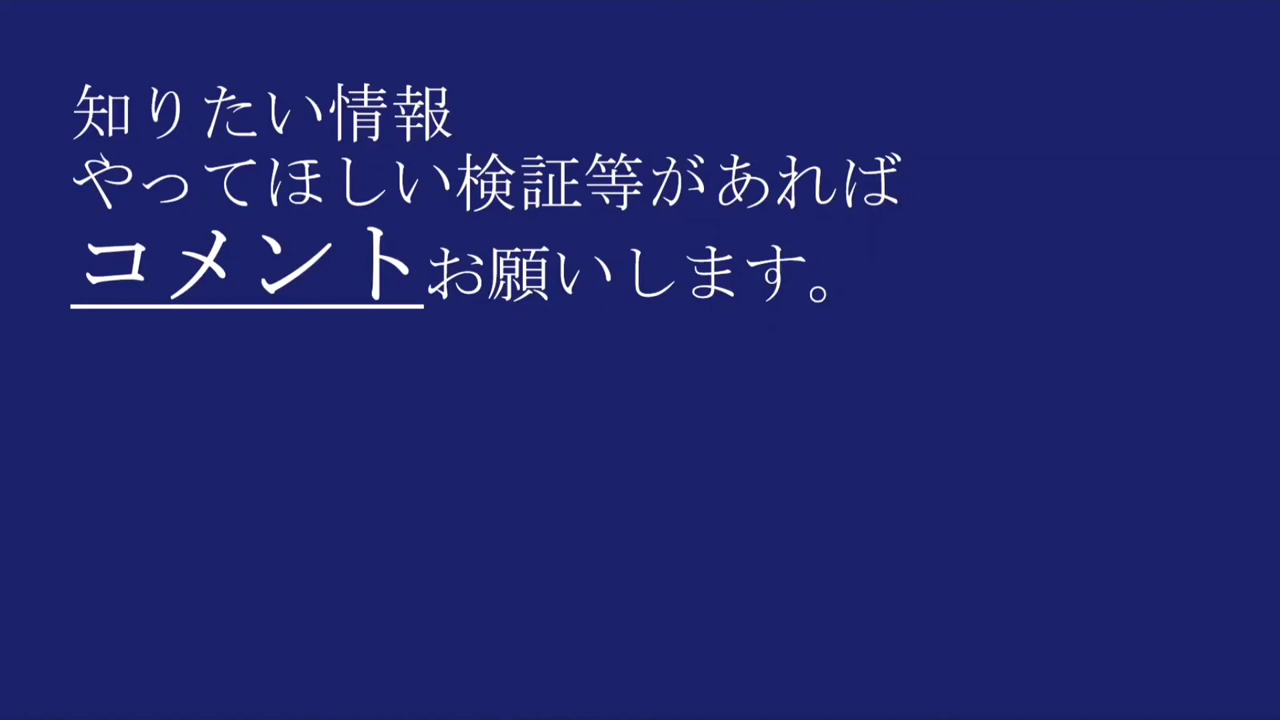 知りたい情報
やってほしい検証等があれば
コメントお願いします。